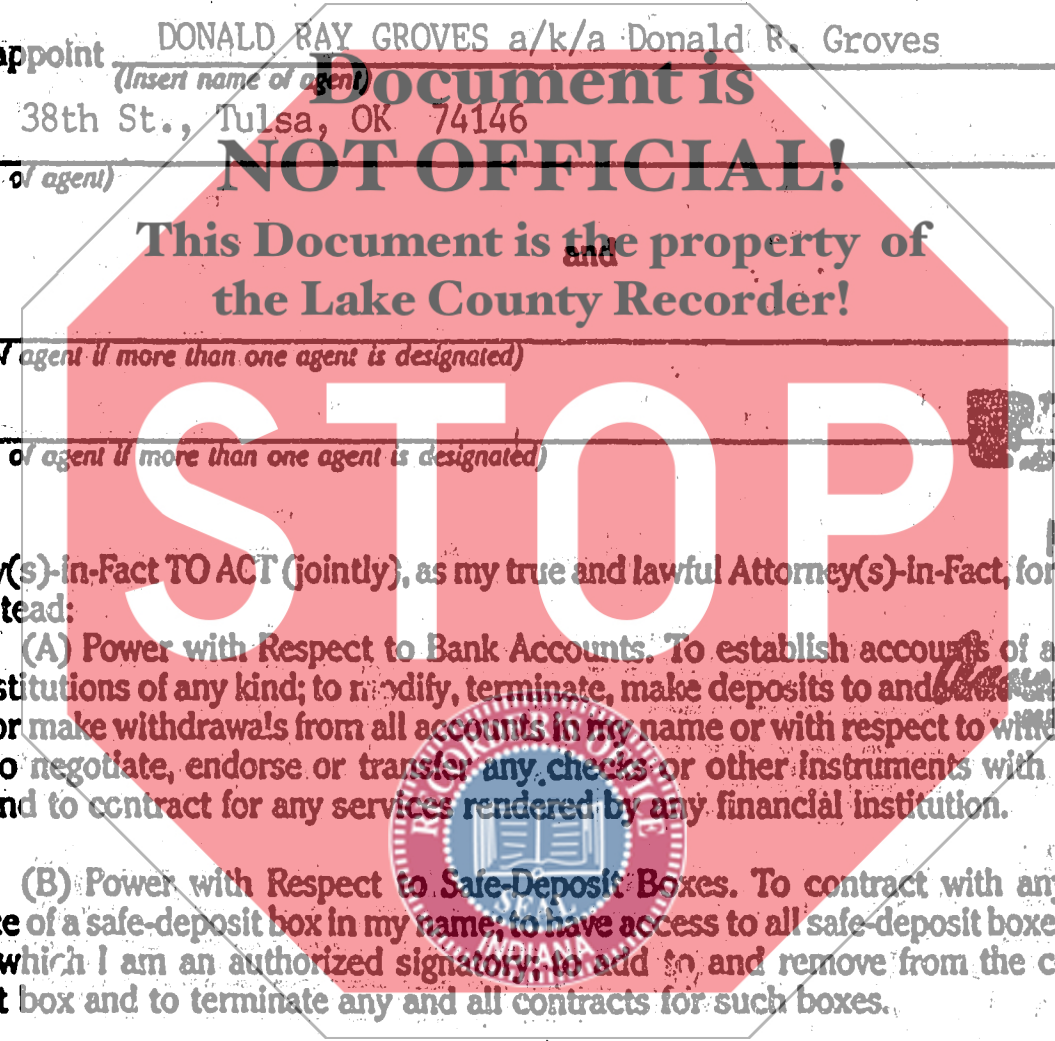 appoint DONALD RAY GROVES a/k/a Donald R. Groves
(Insert name of agent)
Document is
38th St., Tulsa, OK 74146
NOT OFFICIAL!
of agent)
This Document is the property of
and
the Lake County Recorder!
agent if more than one agent is designated)
STOP
of agent if more than one agent is designated)
y(s)-in-Fact TO ACT (jointly), as my true and lawful Attorney(s)-in-Fact, for
tead:
(A) Power with Respect to Bank Accounts. To establish accounts of a
stitutions of any kind; to modify, terminate, make deposits to and
or make withdrawals from all accounts in my name or with respect to
o negotiate, endorse or transfer any checks or other instruments with
nd to contract for any services rendered by any financial institution.
RECORDER'S OFFICE
SEAL
INDIANA
(B) Power with Respect to Safe-Deposit Boxes. To contract with an
e of a safe-deposit box in my name; to have access to all safe-deposit boxe
which I am an authorized signatory; to add to and remove from the c
t box and to terminate any and all contracts for such boxes.